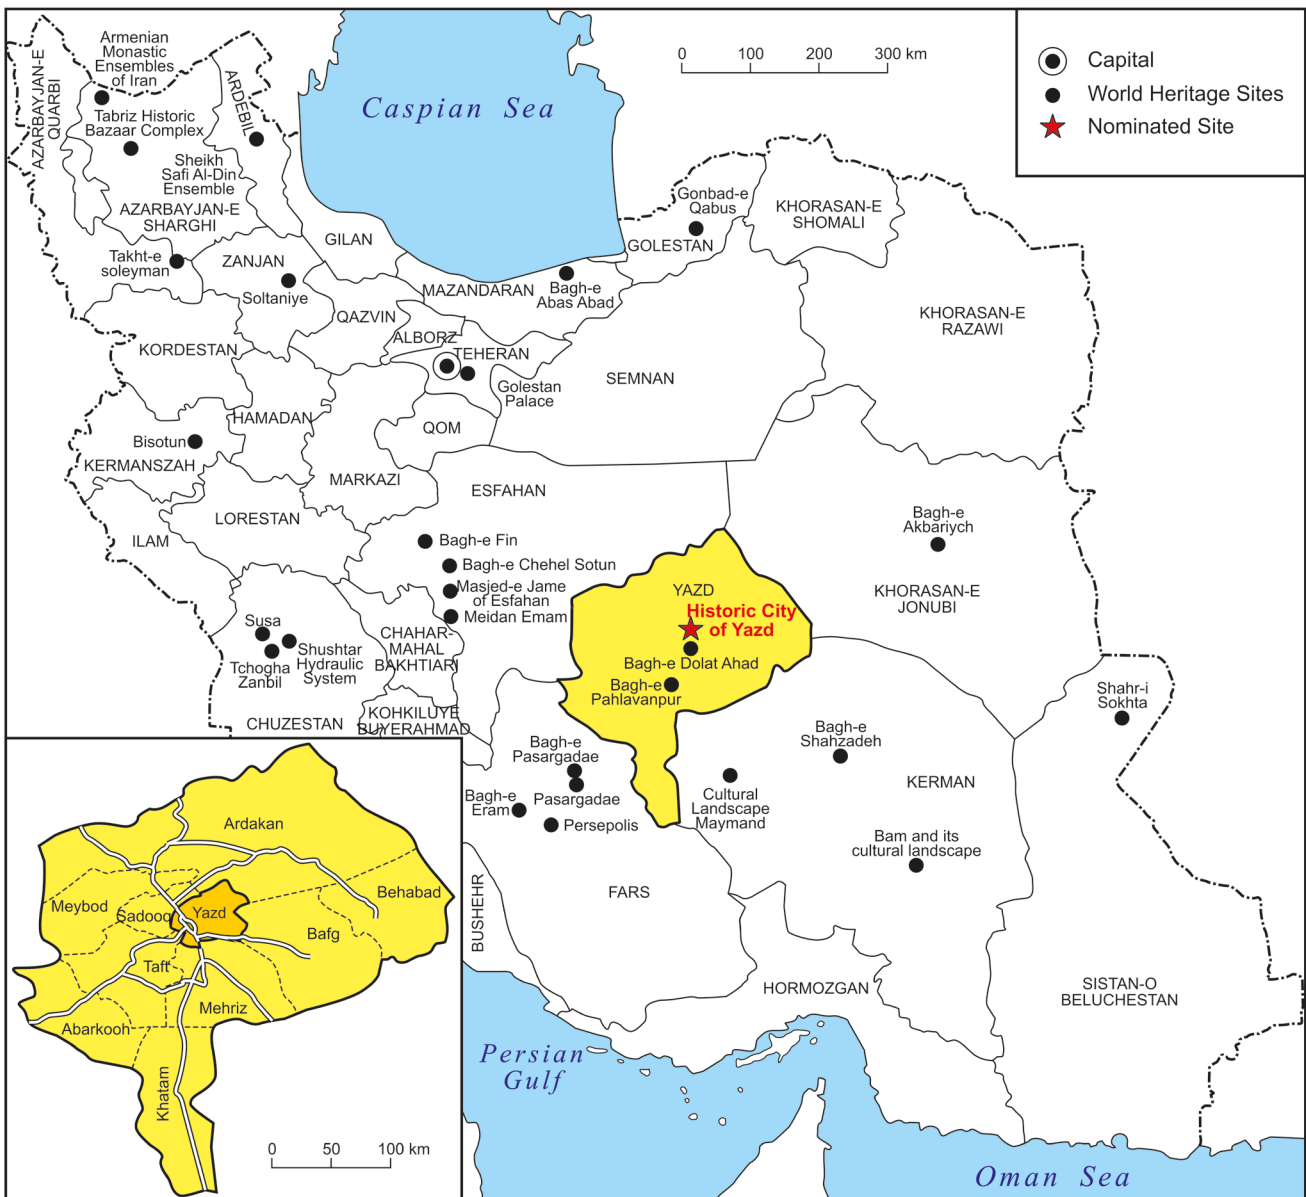 Armenian
Monastic
Ensembles
of Iran
AZARBAYJAN-E
QUARBI
Tabriz Historic
Bazaar Complex
ARDEBIL
Sheikh
Safi Al-Din
Ensemble
AZARBAYJAN-E
SHARGHI
Caspian Sea
0 100 200 300 km
Capital
World Heritage Sites
Nominated Site
Gonbad-e
Qabus
GOLESTAN
KHORASAN-E
SHOMALI
Takht-e
soleyman
ZANJAN
Soltaniye
GILAN
MAZANDARAN
Bagh-e
Abas Abad
QAZVIN
ALBORZ
TEHERAN
Golestan
Palace
KHORASAN-E
RAZAWI
KORDESTAN
SEMNAN
HAMADAN
QOM
Bisotun
KERMANSZAH
MARKAZI
ESFAHAN
LORESTAN
ILAM
Bagh-e Fin
Bagh-e Chehel Sotun
Masjed-e Jame
of Esfahan
Meidan Emam
Bagh-e
Akbariych
KHORASAN-E
JONUBI
YAZD
Historic City
of Yazd
Bagh-e Dolat Ahad
Bagh-e
Pahlavanpur
Susa
Tchogha
Zanbil
Shushtar
Hydraulic
System
CHAHAR-
MAHAL
BAKHTIARI
CHUZESTAN
KOHKILUYE
BUYERAHMAD
Shahr-i
Sokhta
Bagh-e
Pasargadae
Pasargadae
Bagh-e
Eram
Persepolis
Bagh-e
Shahzadeh
Cultural
Landscape
Maymand
KERMAN
Bam and its
cultural landscape
FARS
BUSHEHR
HORMOZGAN
SISTAN-O
BELUCHESTAN
Persian
Gulf
Oman Sea
Ardakan
Behabad
Meybod
Sadooq
Yazd
Bafg
Taft
Mehriz
Abarkooh
Khatam
0 50 100 km